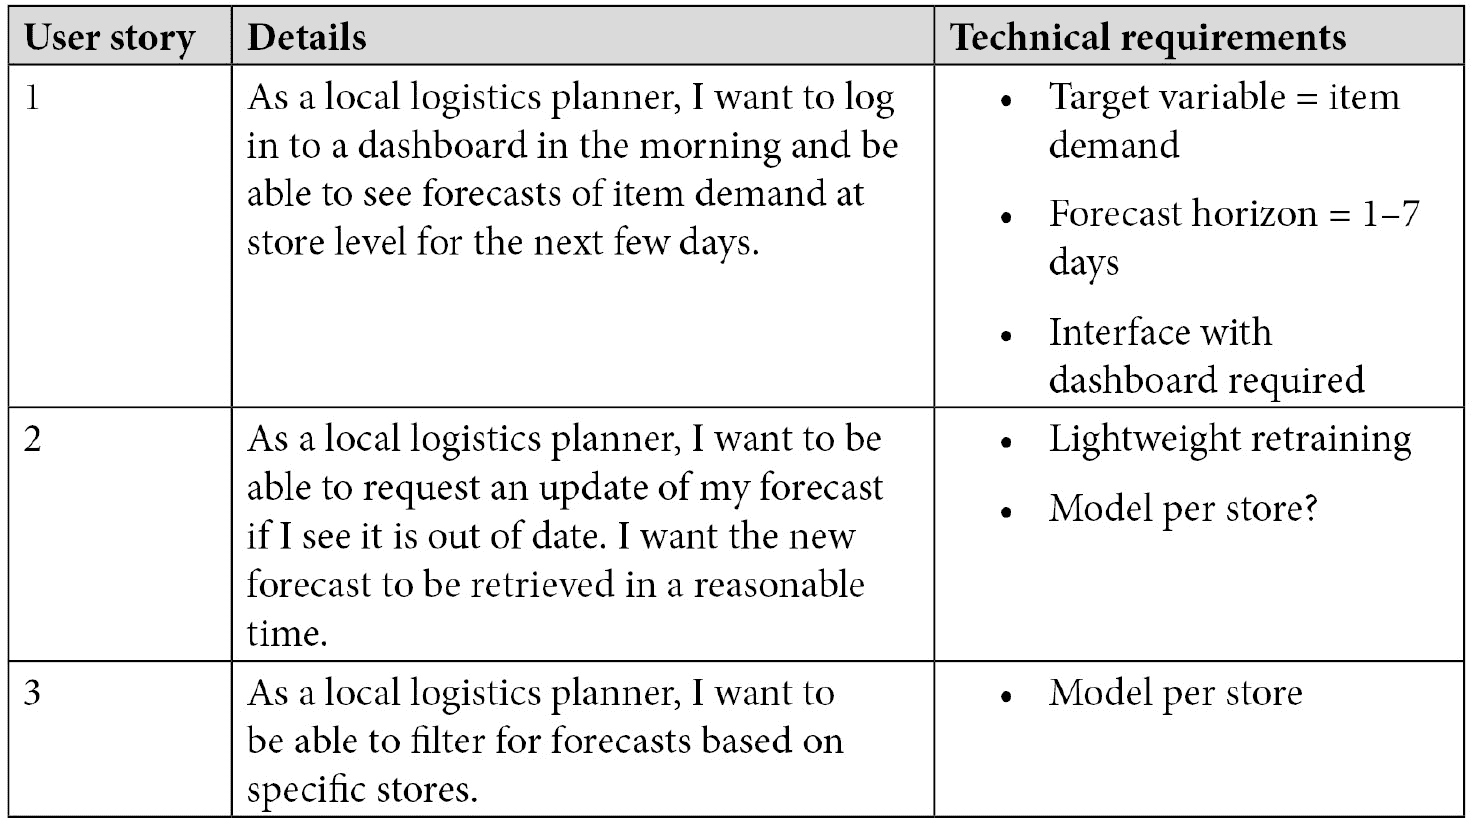 User story
Details
Technical requirements
1
As a local logistics planner, I want to log
in to a dashboard in the morning and be
able to see forecasts of item demand at
store level for the next few days.
• Target variable = item
demand
• Forecast horizon = 1–7
days
• Interface with
dashboard required
2
As a local logistics planner, I want to be
able to request an update of my forecast
if I see it is out of date. I want the new
forecast to be retrieved in a reasonable
time.
• Lightweight retraining
• Model per store?
3
As a local logistics planner, I want to
be able to filter for forecasts based on
specific stores.
• Model per store